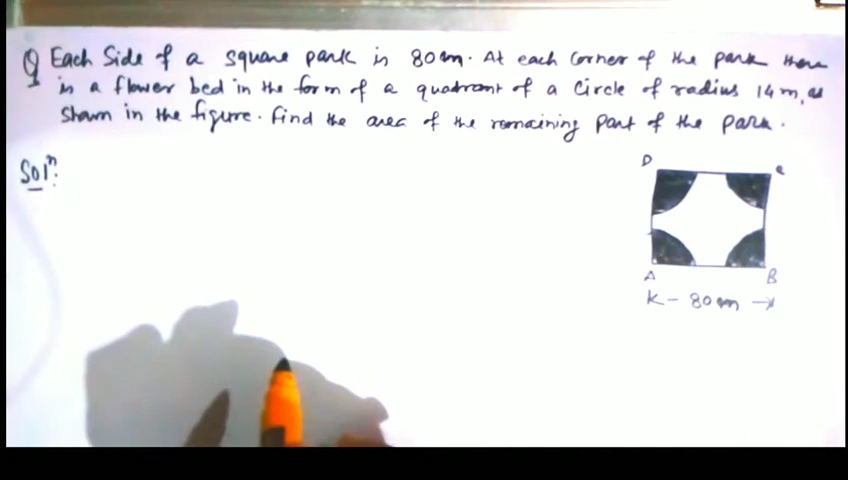 Q Each Side of a square park is 80m. At each corner of the park there
is a flower bed in the form of a quadrant of a circle of radius 14m, as
shown in the figure. Find the area of the remaining part of the park.
Solⁿ:
D C
A B
K - 80m →